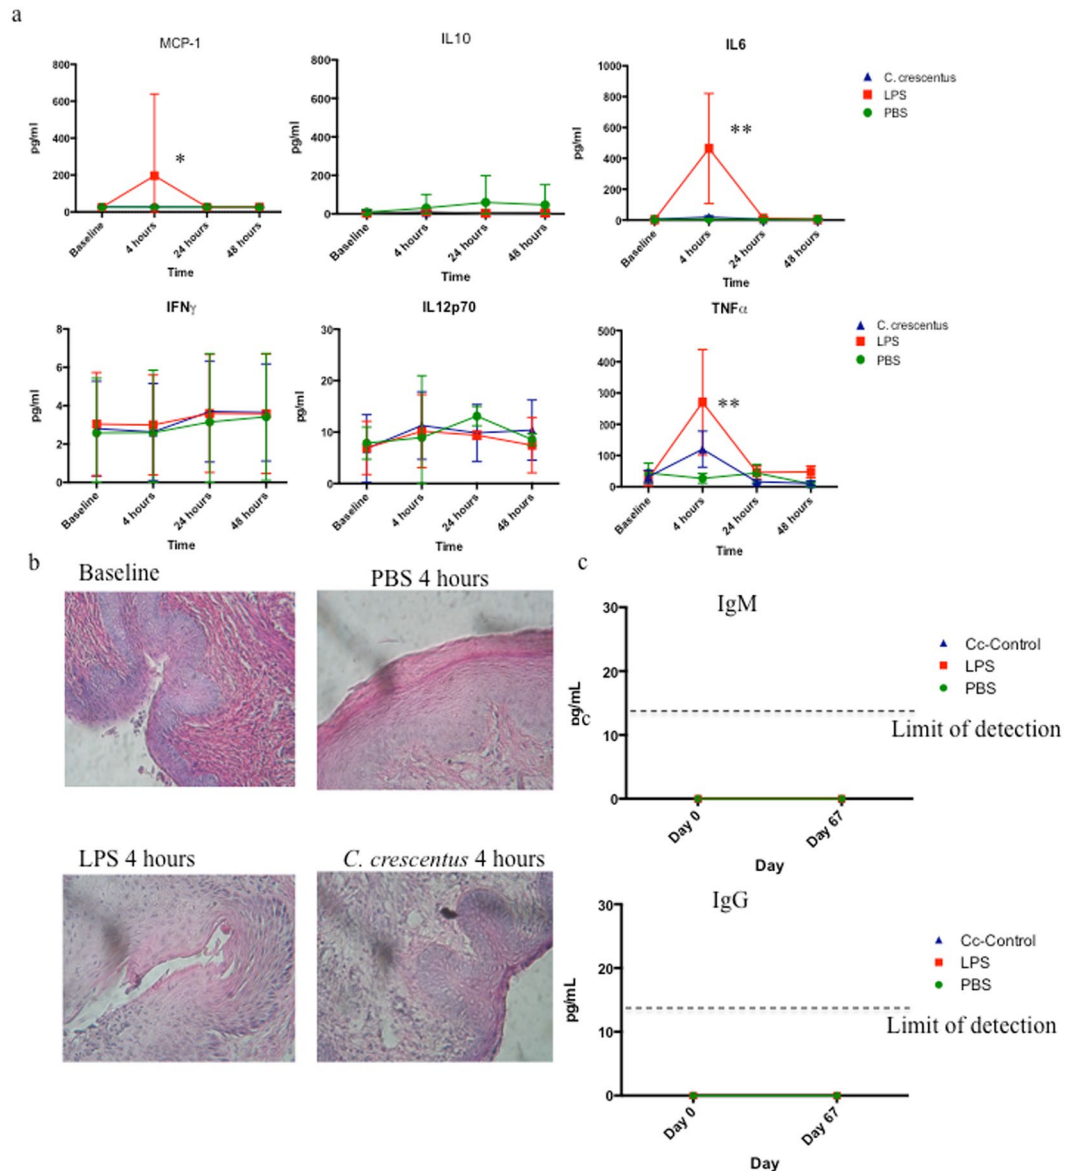 a
MCP-1
800
600
400
200
0
pg/ml
*
Baseline
4 hours
24 hours
48 hours
Time
IL10
800
600
400
200
0
pg/ml
Baseline
4 hours
24 hours
48 hours
Time
IL6
1000
800
600
400
200
0
pg/ml
**
Baseline
4 hours
24 hours
48 hours
Time
C. crescentus
LPS
PBS
IFNγ
8
6
4
2
0
pg/ml
Baseline
4 hours
24 hours
48 hours
Time
IL12p70
30
20
10
0
pg/ml
Baseline
4 hours
24 hours
48 hours
Time
TNFα
500
400
300
200
100
0
pg/ml
**
Baseline
4 hours
24 hours
48 hours
Time
C. crescentus
LPS
PBS
b
Baseline
PBS 4 hours
LPS 4 hours
C. crescentus 4 hours
c
IgM
30
20
10
0
pg/mL
c
Limit of detection
Day 0
Day 67
Day
Cc-Control
LPS
PBS
IgG
30
20
10
0
pg/mL
Limit of detection
Day 0
Day 67
Day
Cc-Control
LPS
PBS